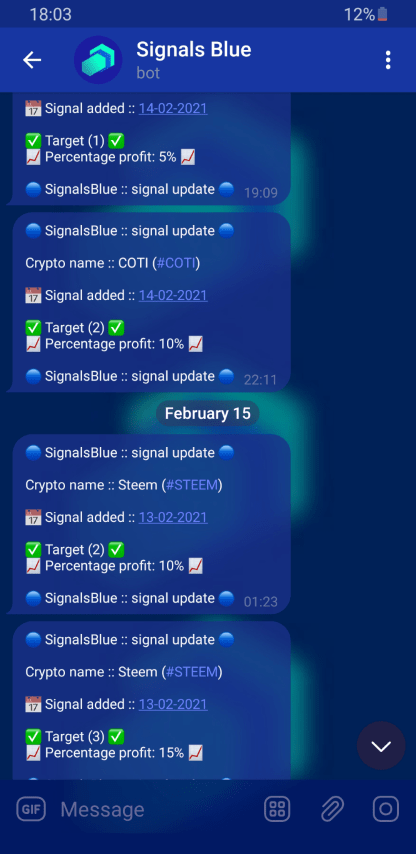 18:03
12%
Signals Blue
bot
📅 Signal added :: 14-02-2021
✅ Target (1) ✅
📈 Percentage profit: 5% 📈
🔵 SignalsBlue :: signal update 🔵 19:09
🔵 SignalsBlue :: signal update 🔵
Crypto name :: COTI (#COTI)
📅 Signal added :: 14-02-2021
✅ Target (2) ✅
📈 Percentage profit: 10% 📈
🔵 SignalsBlue :: signal update 🔵 22:11
February 15
🔵 SignalsBlue :: signal update 🔵
Crypto name :: Steem (#STEEM)
📅 Signal added :: 13-02-2021
✅ Target (2) ✅
📈 Percentage profit: 10% 📈
🔵 SignalsBlue :: signal update 🔵 01:23
🔵 SignalsBlue :: signal update 🔵
Crypto name :: Steem (#STEEM)
📅 Signal added :: 13-02-2021
✅ Target (3) ✅
📈 Percentage profit: 15% 📈
GIF Message